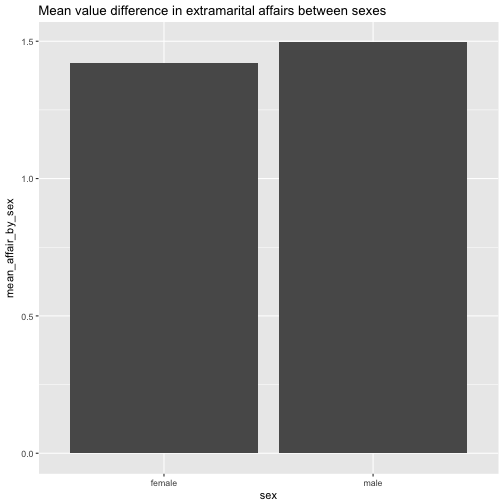 Mean value difference in extramarital affairs between sexes
mean_affair_by_sex
1.5
1.0
0.5
0.0
female
male
sex